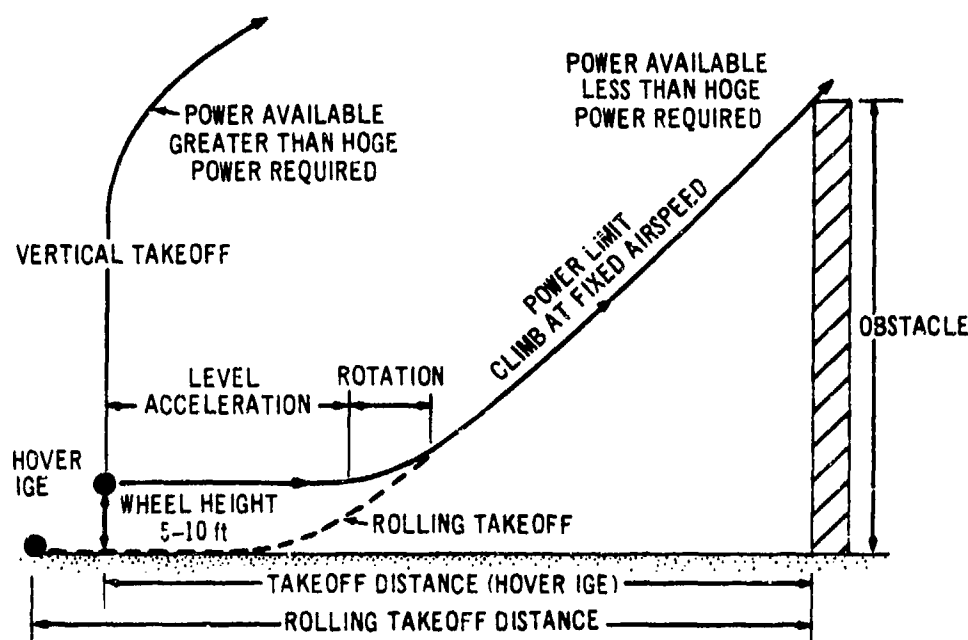 POWER AVAILABLE
GREATER THAN HOGE
POWER REQUIRED
POWER AVAILABLE
LESS THAN HOGE
POWER REQUIRED
VERTICAL TAKEOFF
POWER LIMIT
CLIMB AT FIXED AIRSPEED
OBSTACLE
LEVEL
ACCELERATION
ROTATION
HOVER
IGE
WHEEL HEIGHT
5-10 ft
ROLLING TAKEOFF
TAKEOFF DISTANCE (HOVER IGE)
ROLLING TAKEOFF DISTANCE